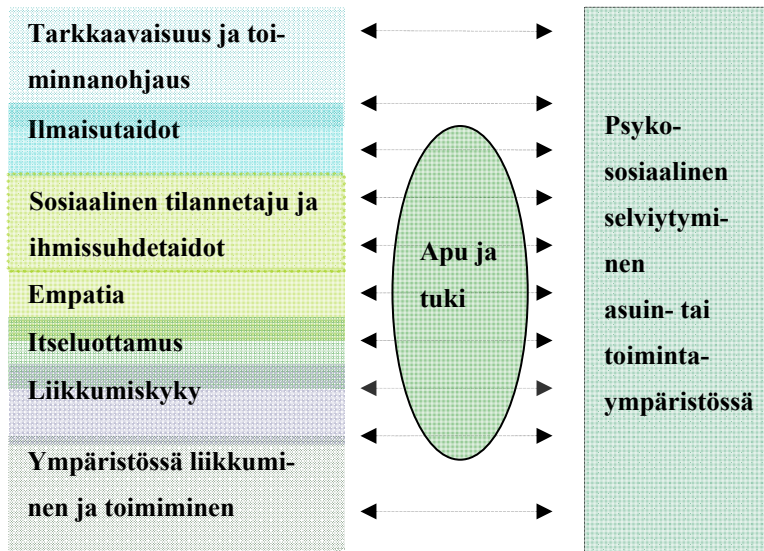 Tarkkaavaisuus ja toi-
minnanohjaus
Ilmaisutaidot
Sosiaalinen tilannetaju ja
ihmissuhdetaidot
Empatia
Itseluottamus
Liikkumiskyky
Ympäristössä liikkumi-
nen ja toimiminen
Apu ja
tuki
Psyko-
sosiaalinen
selviytymi-
nen
asuin- tai
toiminta-
ympäristössä